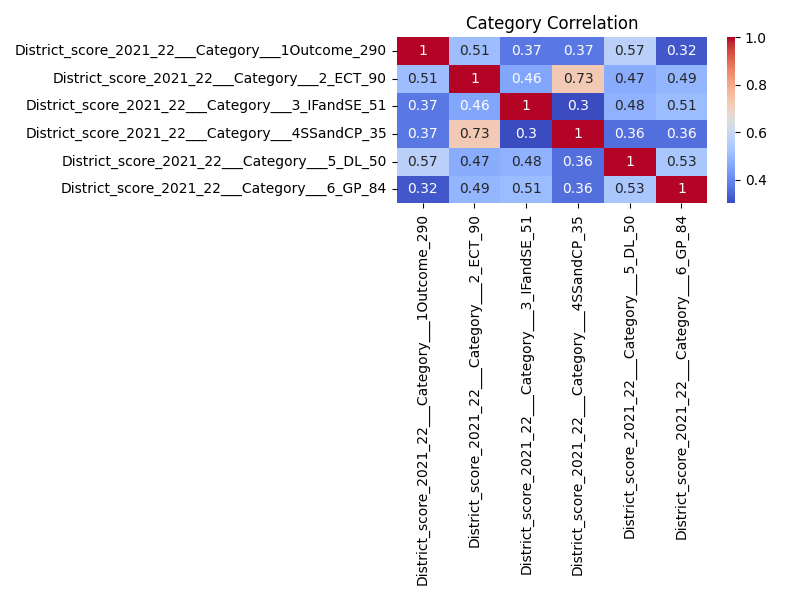 Category Correlation
District_score_2021_22___Category___1Outcome_290 1 0.51 0.37 0.37 0.57 0.32
District_score_2021_22___Category___2_ECT_90 0.51 1 0.46 0.73 0.47 0.49
District_score_2021_22___Category___3_IFandSE_51 0.37 0.46 1 0.3 0.48 0.51
District_score_2021_22___Category___4SSandCP_35 0.37 0.73 0.3 1 0.36 0.36
District_score_2021_22___Category___5_DL_50 0.57 0.47 0.48 0.36 1 0.53
District_score_2021_22___Category___6_GP_84 0.32 0.49 0.51 0.36 0.53 1
District_score_2021_22___Category___1Outcome_290
District_score_2021_22___Category___2_ECT_90
District_score_2021_22___Category___3_IFandSE_51
District_score_2021_22___Category___4SSandCP_35
District_score_2021_22___Category___5_DL_50
District_score_2021_22___Category___6_GP_84
1.0
0.8
0.6
0.4